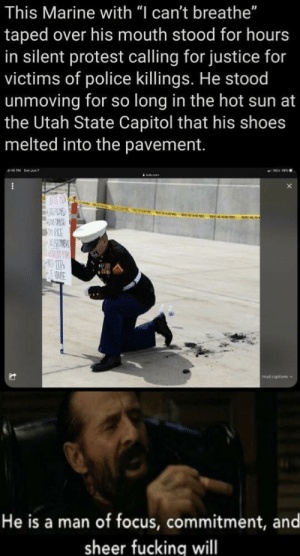 This Marine with “I can’t breathe”
taped over his mouth stood for hours
in silent protest calling for justice for
victims of police killings. He stood
unmoving for so long in the hot sun at
the Utah State Capitol that his shoes
melted into the pavement.
He is a man of focus, commitment, and
sheer fucking will